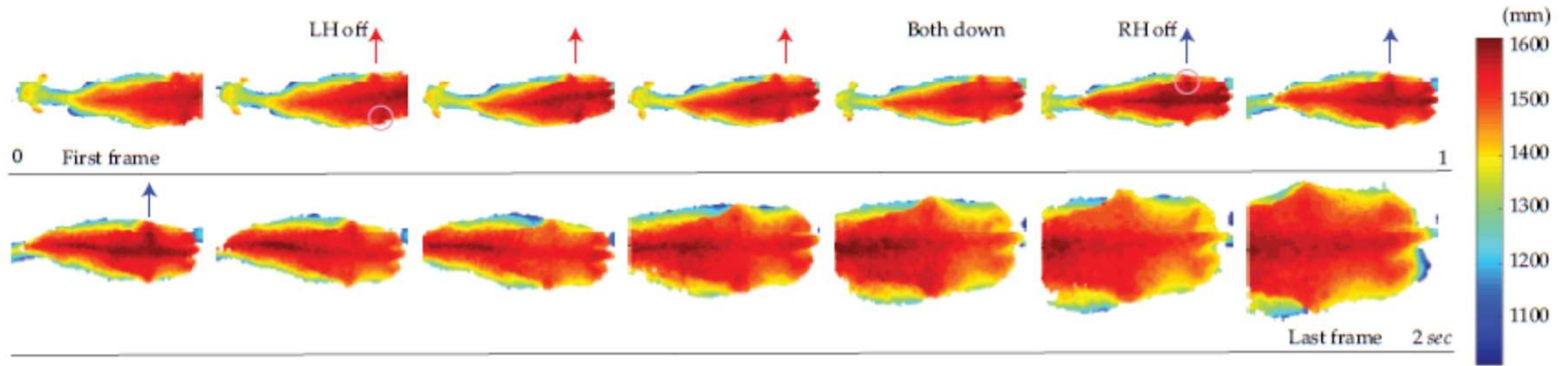 LH off
Both down
RH off
0 First frame 1
Last frame 2 sec
(mm)
1600
1500
1400
1300
1200
1100